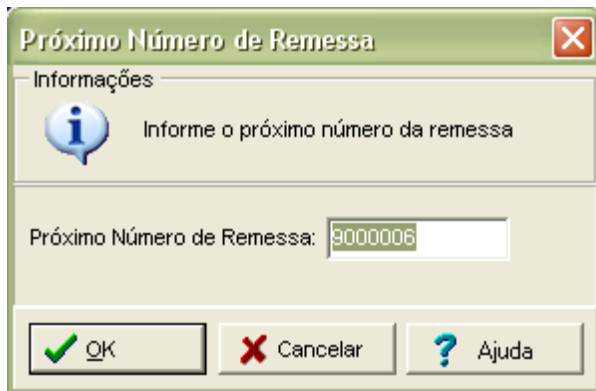 Próximo Número de Remessa
Informações
Informe o próximo número da remessa
Próximo Número de Remessa: 9000006
OK Cancelar Ajuda